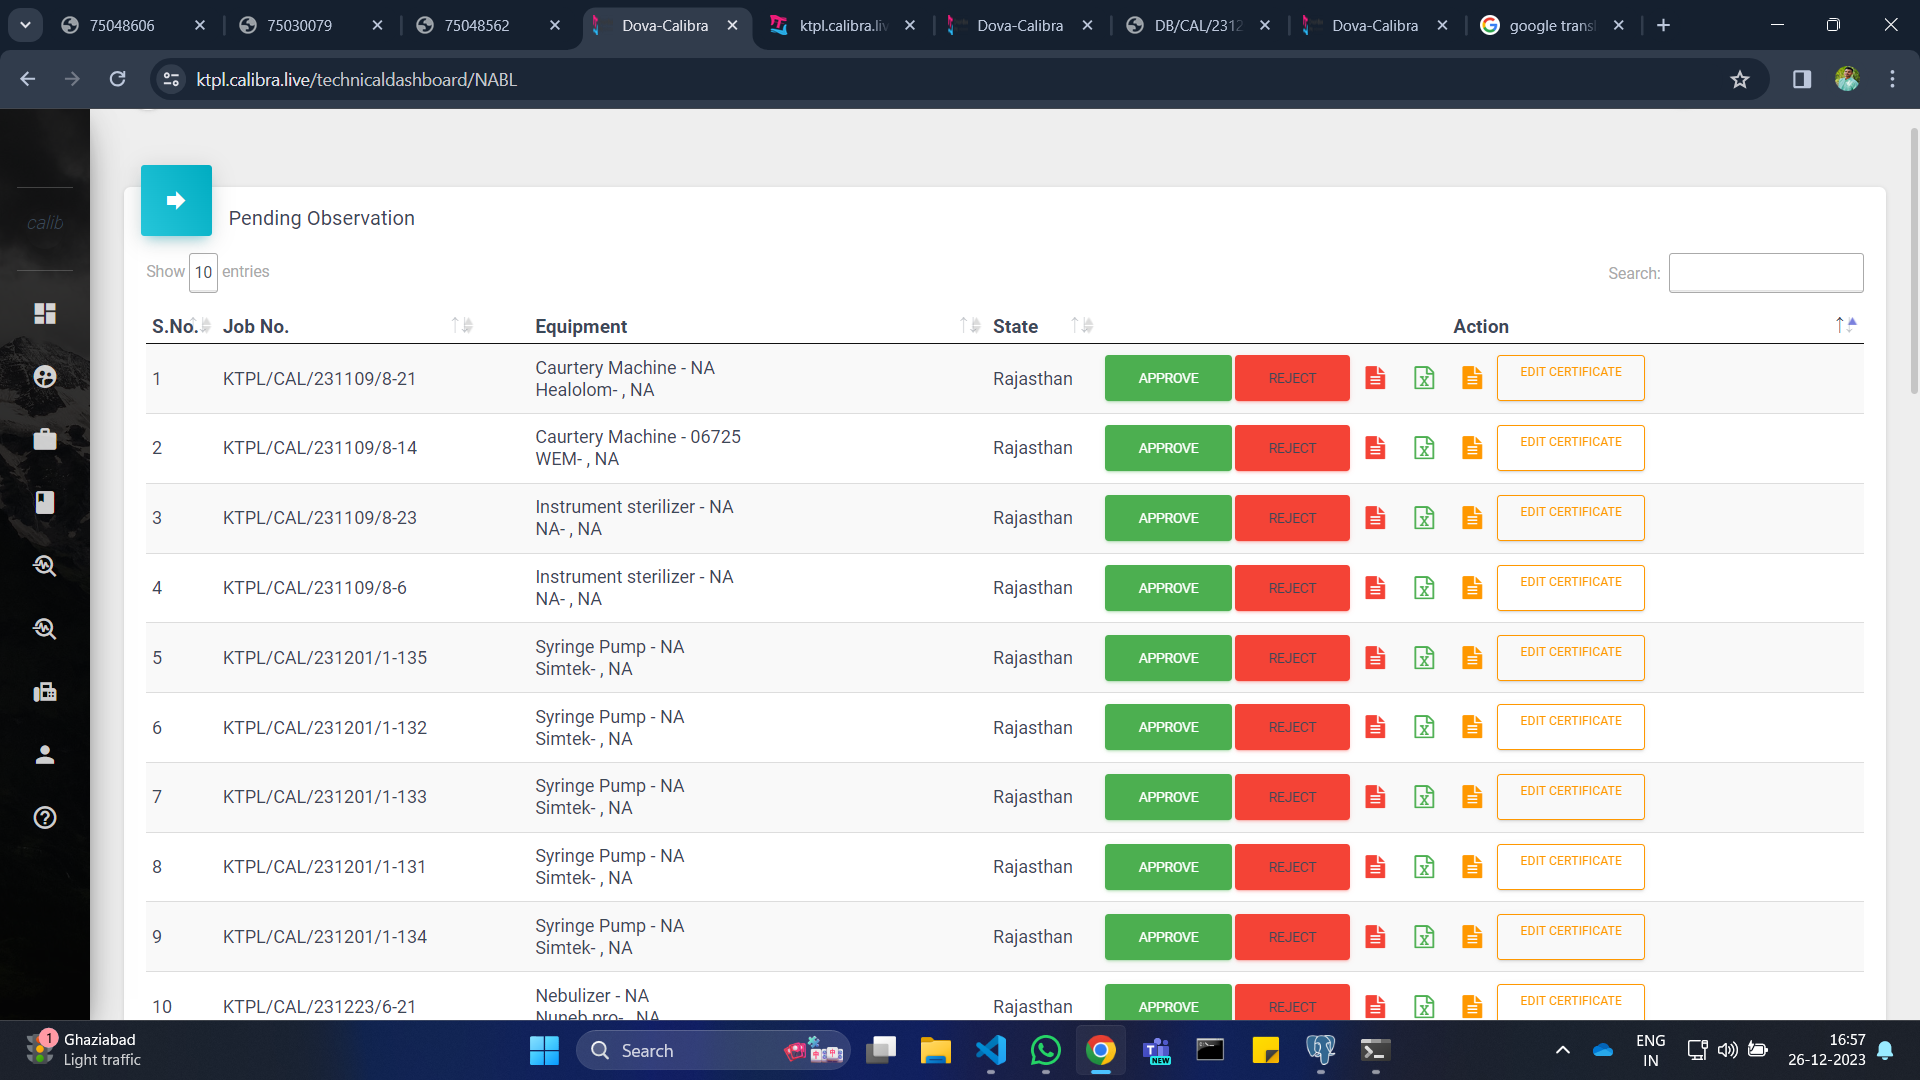 75048606
75030079
75048562
Dova-Calibra
ktpl.calibra.liv
Dova-Calibra
DB/CAL/2312
Dova-Calibra
google trans
ktpl.calibra.live/technicaldashboard/NABL
calib
Pending Observation
Show 10 entries
Search:
S.No. Job No. Equipment State Action
1 KTPL/CAL/231109/8-21 Caurtery Machine - NA Rajasthan APPROVE REJECT EDIT CERTIFICATE
Healolom- , NA
2 KTPL/CAL/231109/8-14 Caurtery Machine - 06725 Rajasthan APPROVE REJECT EDIT CERTIFICATE
WEM- , NA
3 KTPL/CAL/231109/8-23 Instrument sterilizer - NA Rajasthan APPROVE REJECT EDIT CERTIFICATE
NA- , NA
4 KTPL/CAL/231109/8-6 Instrument sterilizer - NA Rajasthan APPROVE REJECT EDIT CERTIFICATE
NA- , NA
5 KTPL/CAL/231201/1-135 Syringe Pump - NA Rajasthan APPROVE REJECT EDIT CERTIFICATE
Simtek- , NA
6 KTPL/CAL/231201/1-132 Syringe Pump - NA Rajasthan APPROVE REJECT EDIT CERTIFICATE
Simtek- , NA
7 KTPL/CAL/231201/1-133 Syringe Pump - NA Rajasthan APPROVE REJECT EDIT CERTIFICATE
Simtek- , NA
8 KTPL/CAL/231201/1-131 Syringe Pump - NA Rajasthan APPROVE REJECT EDIT CERTIFICATE
Simtek- , NA
9 KTPL/CAL/231201/1-134 Syringe Pump - NA Rajasthan APPROVE REJECT EDIT CERTIFICATE
Simtek- , NA
10 KTPL/CAL/231223/6-21 Nebulizer - NA Rajasthan APPROVE REJECT EDIT CERTIFICATE
Nuneb pro- , NA
1
Ghaziabad
Light traffic
Search
NEW
ENG
IN
16:57
26-12-2023